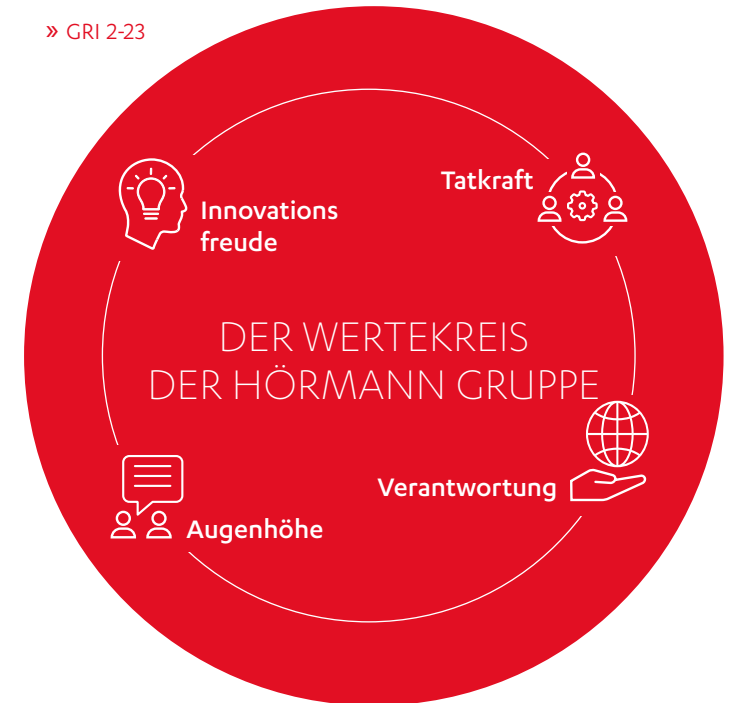 » GRI 2-23
Tatkraft
Innovations
freude
DER WERTEKREIS
DER HÖRMANN GRUPPE
Verantwortung
Augenhöhe